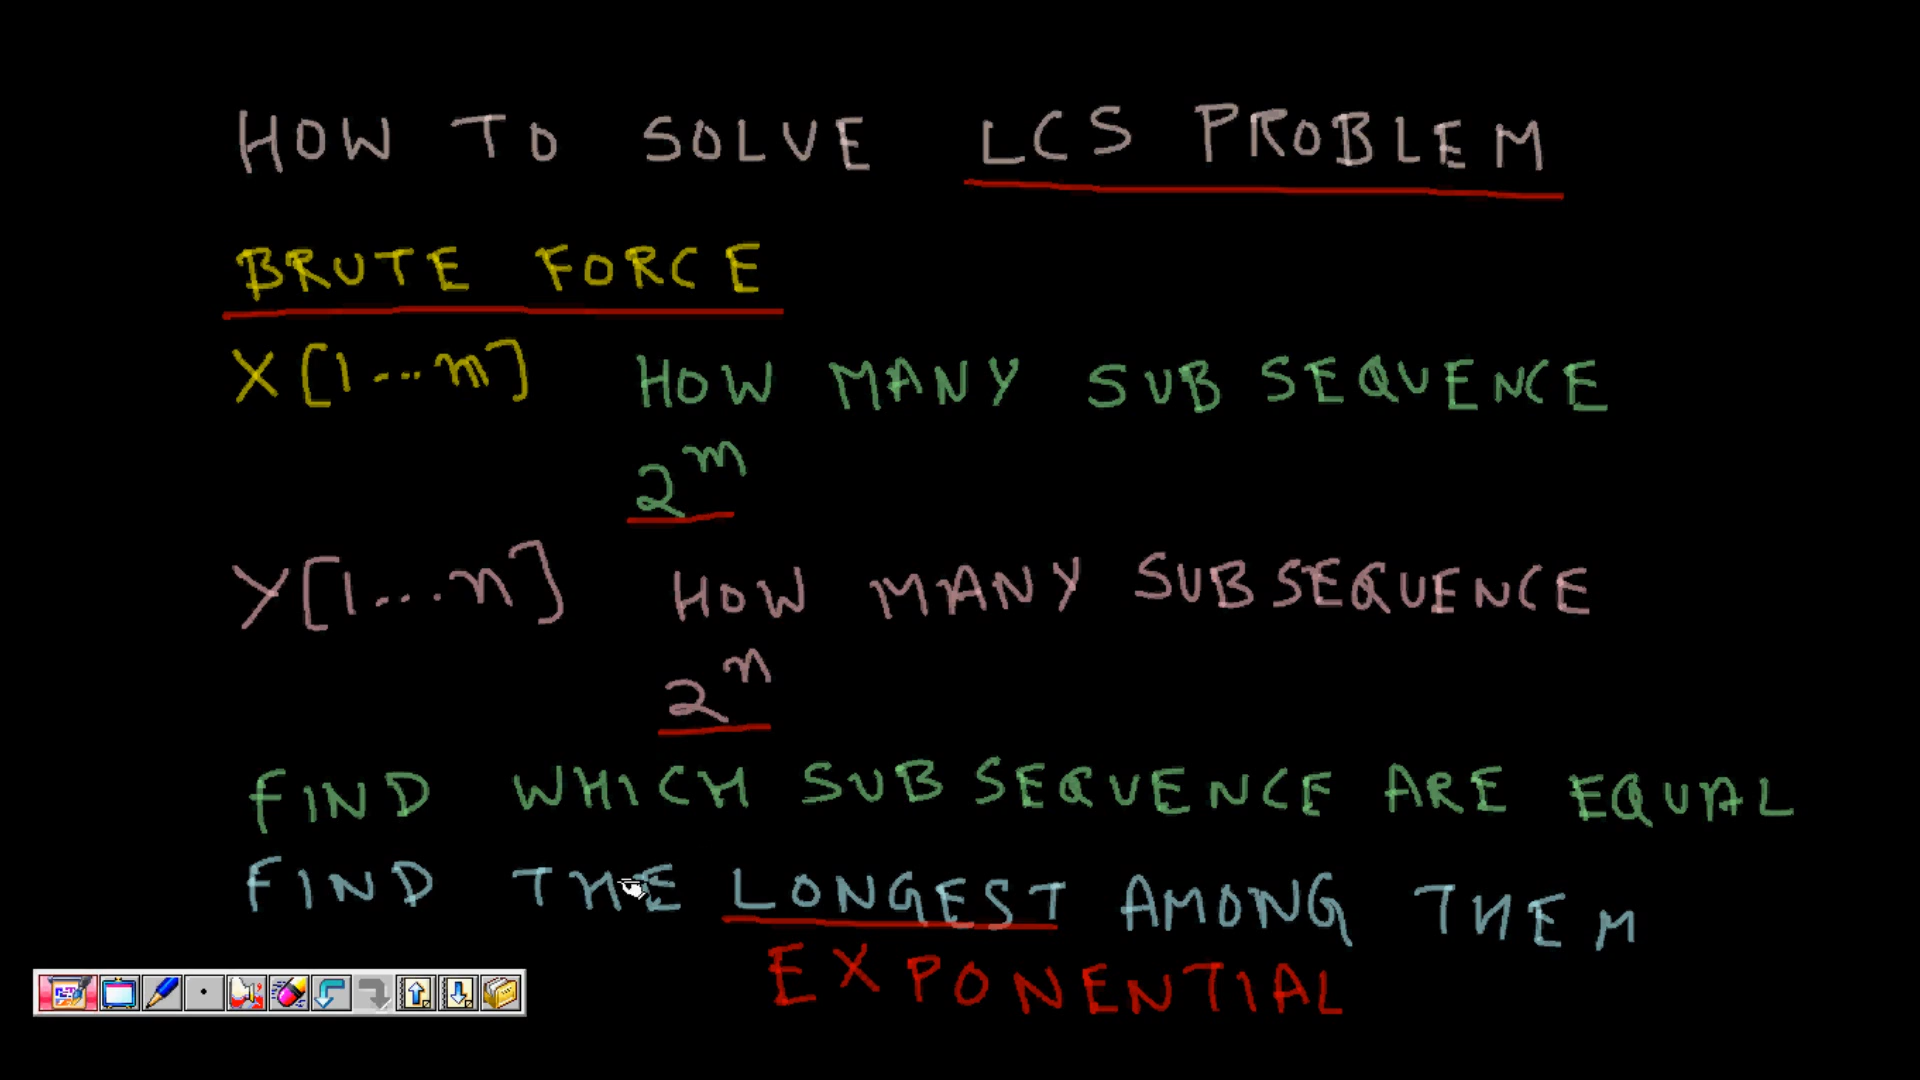 HOW TO SOLVE LCS PROBLEM
BRUTE FORCE
X[1...m] HOW MANY SUB SEQUENCE
2^m
Y[1...n] HOW MANY SUBSEQUENCE
2^n
FIND WHICH SUB SEQUENCE ARE EQUAL
FIND THE LONGEST AMONG THEM
EXPONENTIAL